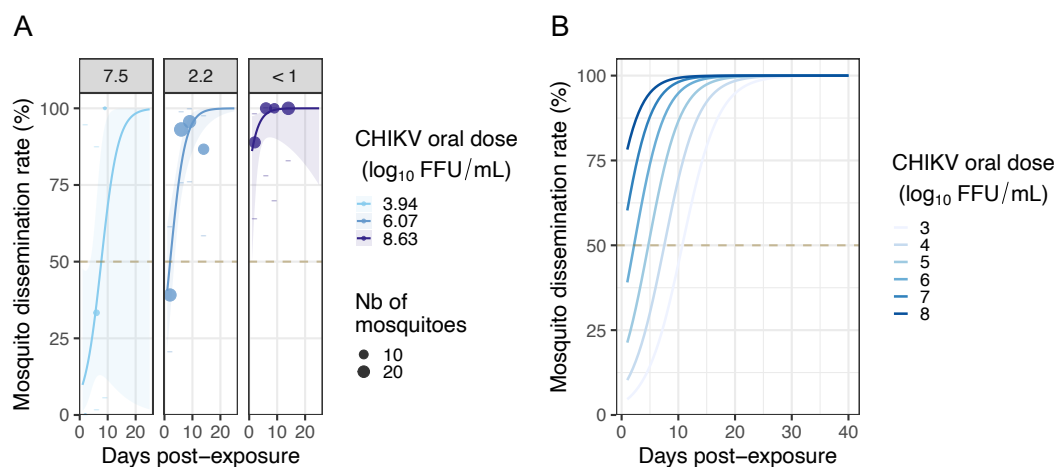 A
B
7.5 2.2 < 1
Mosquito dissemination rate (%)
100
75
50
25
0
0 10 20 0 10 20 0 10 20
Days post−exposure
CHIKV oral dose
(log10 FFU/mL)
3.94
6.07
8.63
Nb of
mosquitoes
10
20
Mosquito dissemination rate (%)
100
75
50
25
0
0 10 20 30 40
Days post−exposure
CHIKV oral dose
(log10 FFU/mL)
3
4
5
6
7
8